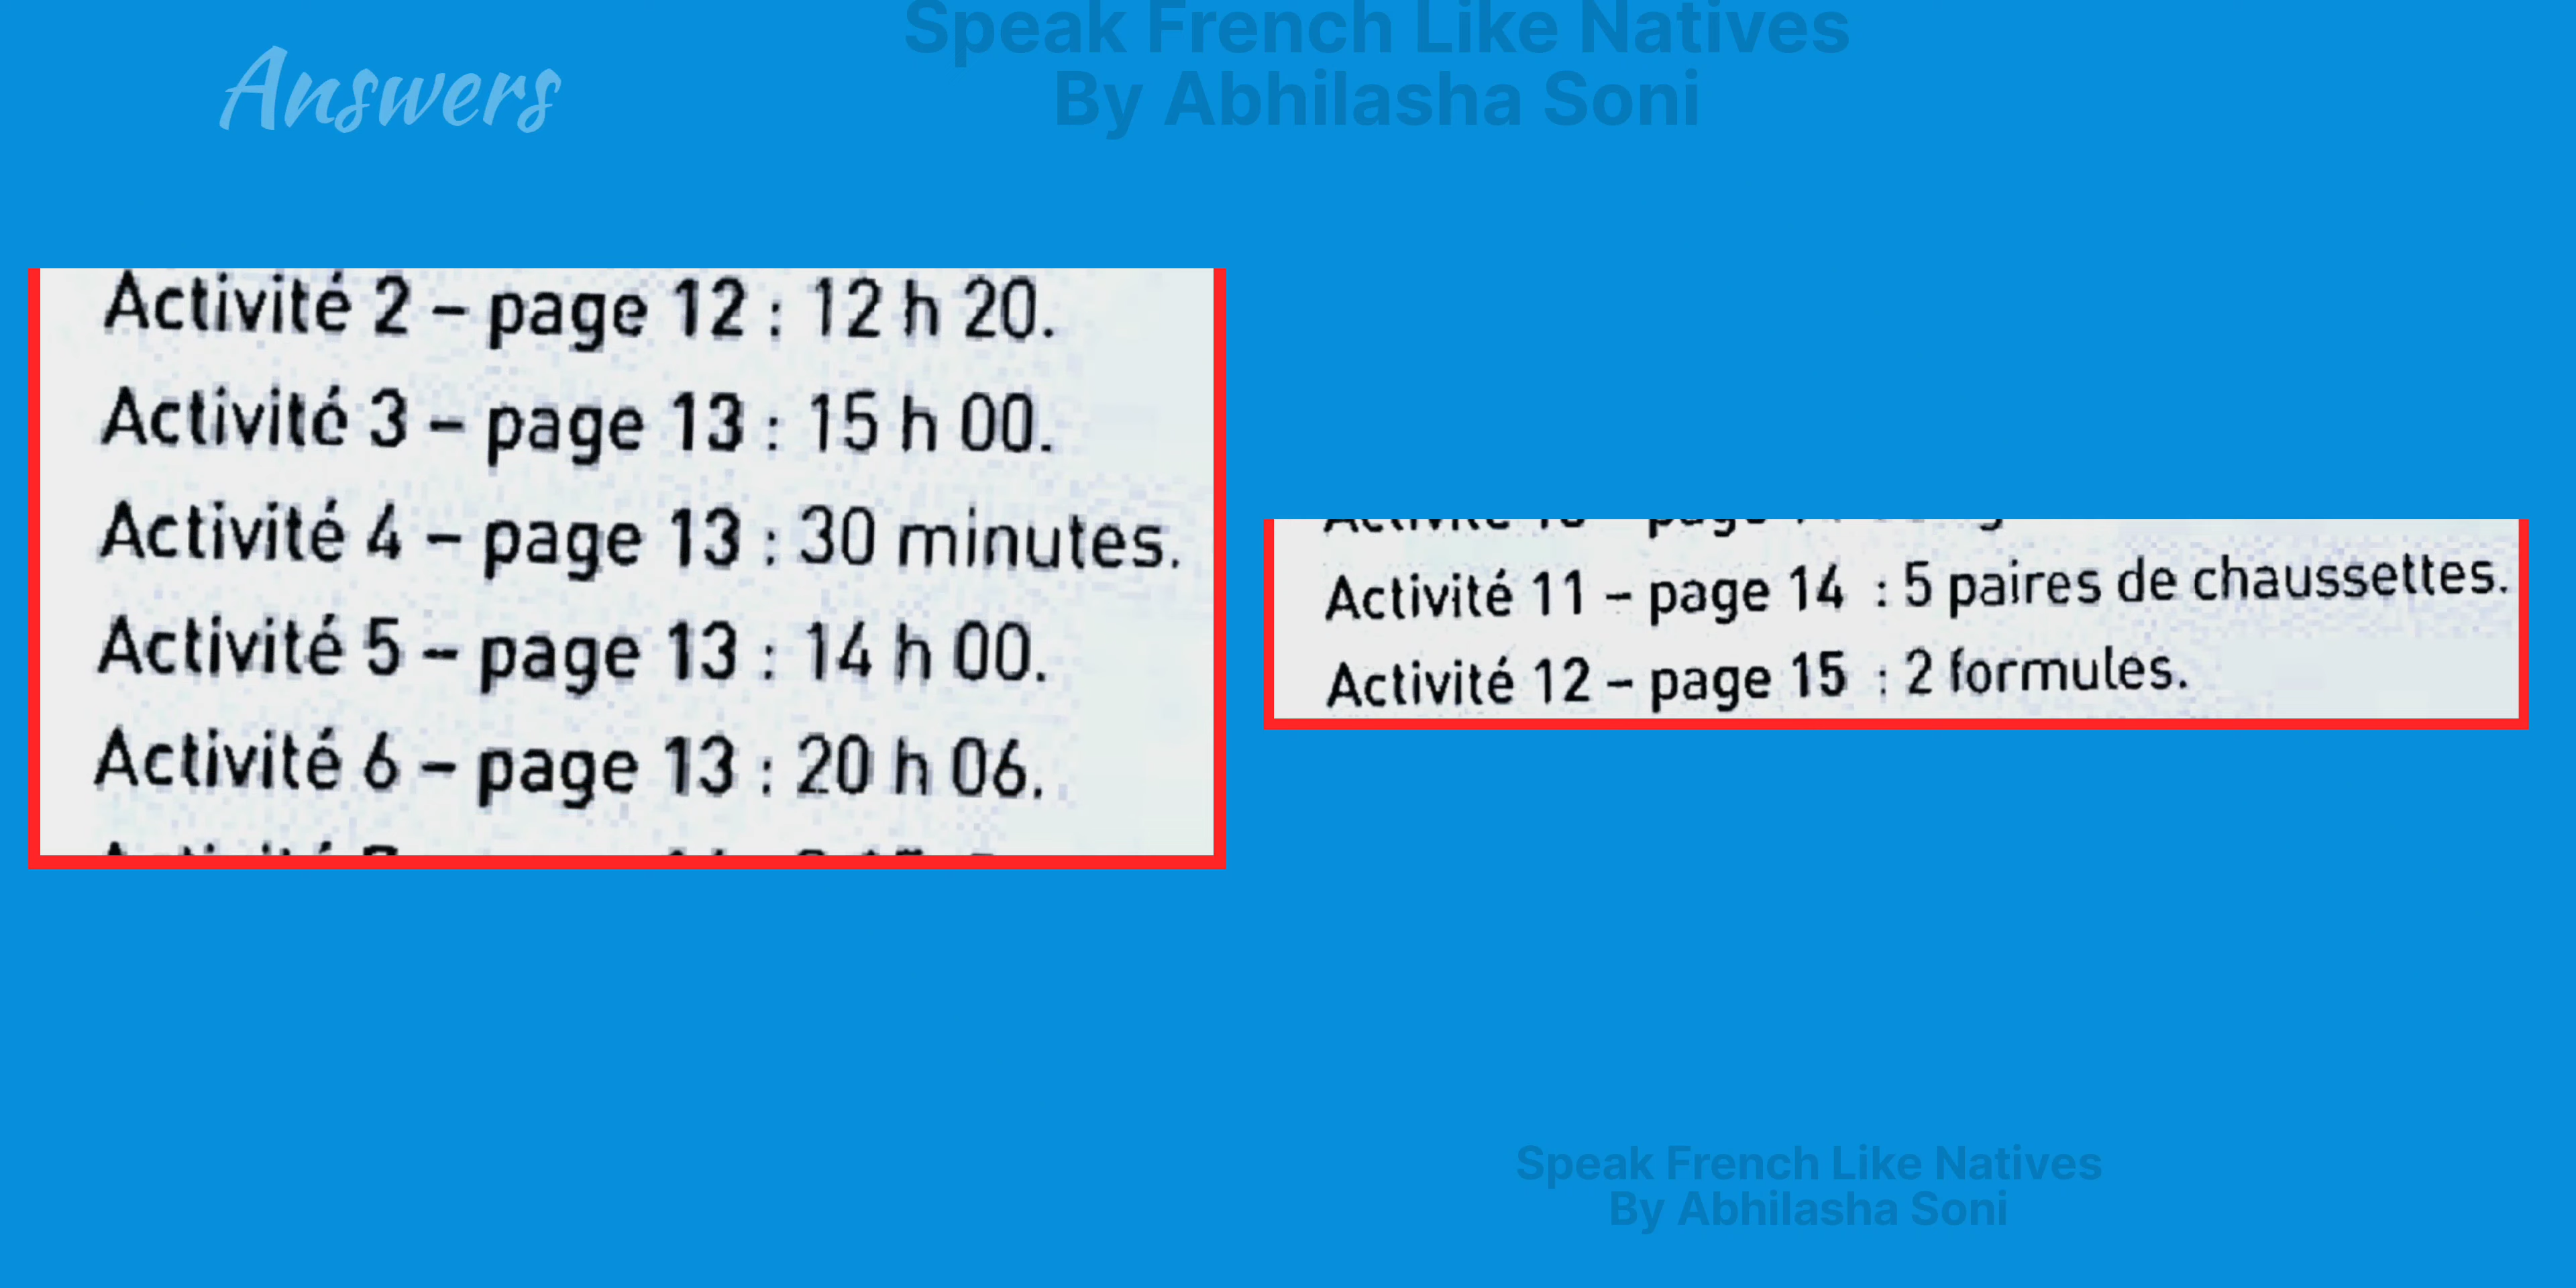 Speak French Like Natives
By Abhilasha Soni
Answers
Activité 2 – page 12 : 12 h 20.
Activité 3 – page 13 : 15 h 00.
Activité 4 – page 13 : 30 minutes.
Activité 5 – page 13 : 14 h 00.
Activité 6 – page 13 : 20 h 06.
Activité 11 – page 14 : 5 paires de chaussettes.
Activité 12 – page 15 : 2 formules.
Speak French Like Natives
By Abhilasha Soni